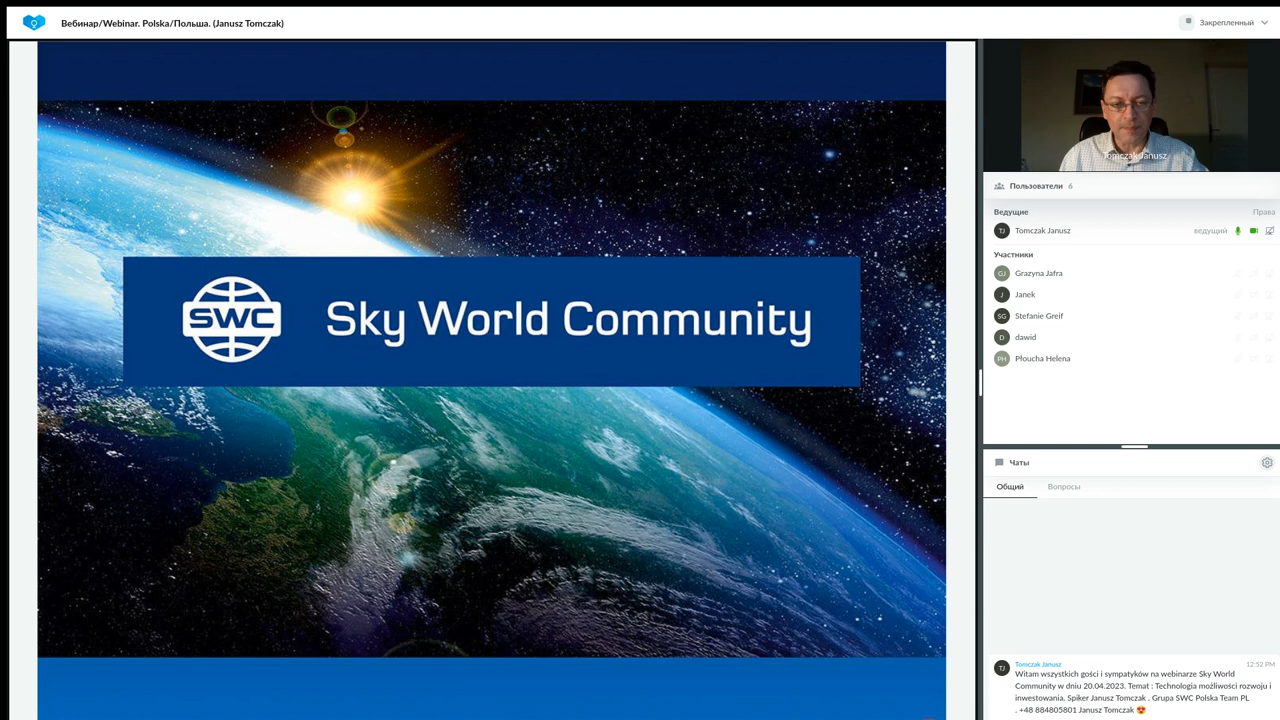 Вебинар/Webinar. Polska/Польша. (Janusz Tomczak)
Закрепленный
SWC
Sky World Community
Tomczak Janusz
Пользователи 6
Ведущие Права
TJ Tomczak Janusz ведущий
Участники
GJ Grazyna Jafra
J Janek
SG Stefanie Greif
D dawid
PH Płoucha Helena
Чаты
Общий Вопросы
TJ Tomczak Janusz 12:52 PM
Witam wszystkich gości i sympatyków na webinarze Sky World
Community w dniu 20.04.2023. Temat : Technologia możliwości rozwoju i
inwestowania. Spiker Janusz Tomczak . Grupa SWC Polska Team PL
. +48 884805801 Janusz Tomczak 😍